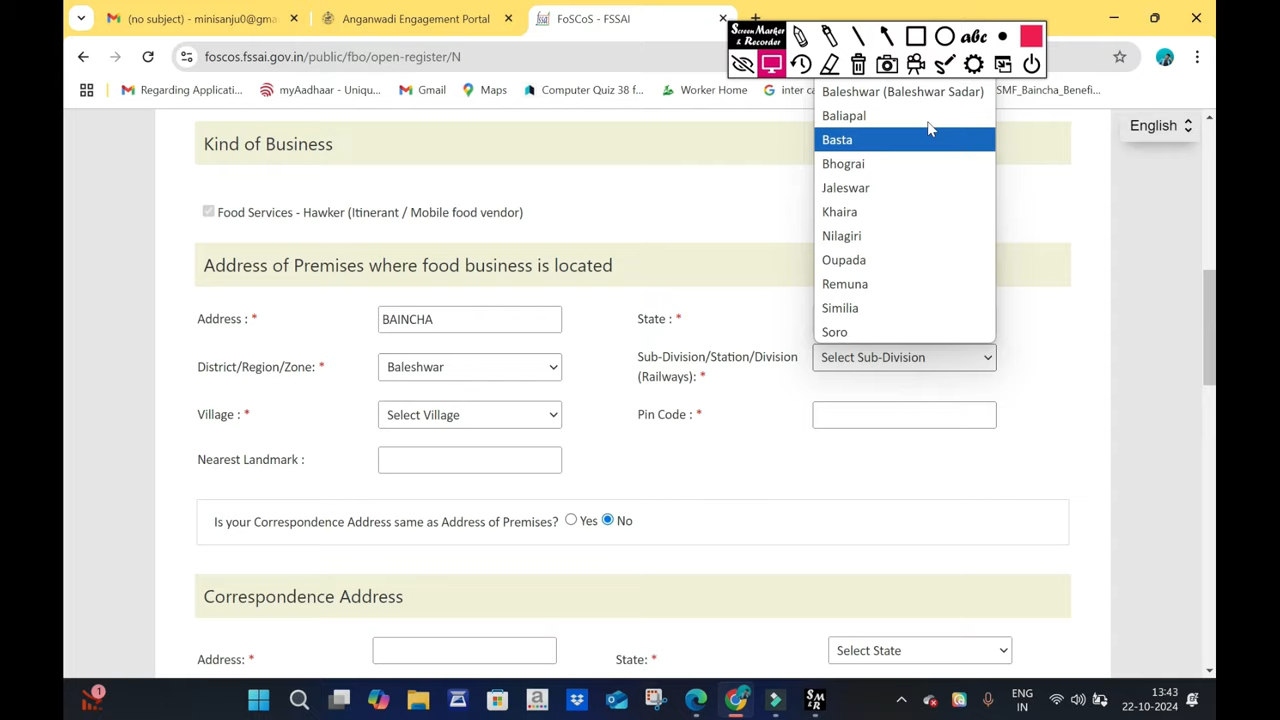 (no subject) - minisanju0@gma
Anganwadi Engagement Portal
FoSCoS - FSSAI
Screen Marker & Recorder
abc
foscos.fssai.gov.in/public/fbo/open-register/N
Regarding Applicati...
myAadhaar - Uniqu...
Gmail
Maps
Computer Quiz 38 f...
Worker Home
inter ca
SMF_Baincha_Benefi...
English
Baleshwar (Baleshwar Sadar)
Baliapal
Basta
Bhograi
Jaleswar
Khaira
Nilagiri
Oupada
Remuna
Similia
Soro
Kind of Business
Food Services - Hawker (Itinerant / Mobile food vendor)
Address of Premises where food business is located
Address : *
BAINCHA
State : *
District/Region/Zone: *
Baleshwar
Sub-Division/Station/Division (Railways): *
Select Sub-Division
Village : *
Select Village
Pin Code : *
Nearest Landmark :
Is your Correspondence Address same as Address of Premises? Yes No
Correspondence Address
Address: *
State: *
Select State
1
S M & R
ENG
IN
13:43
22-10-2024